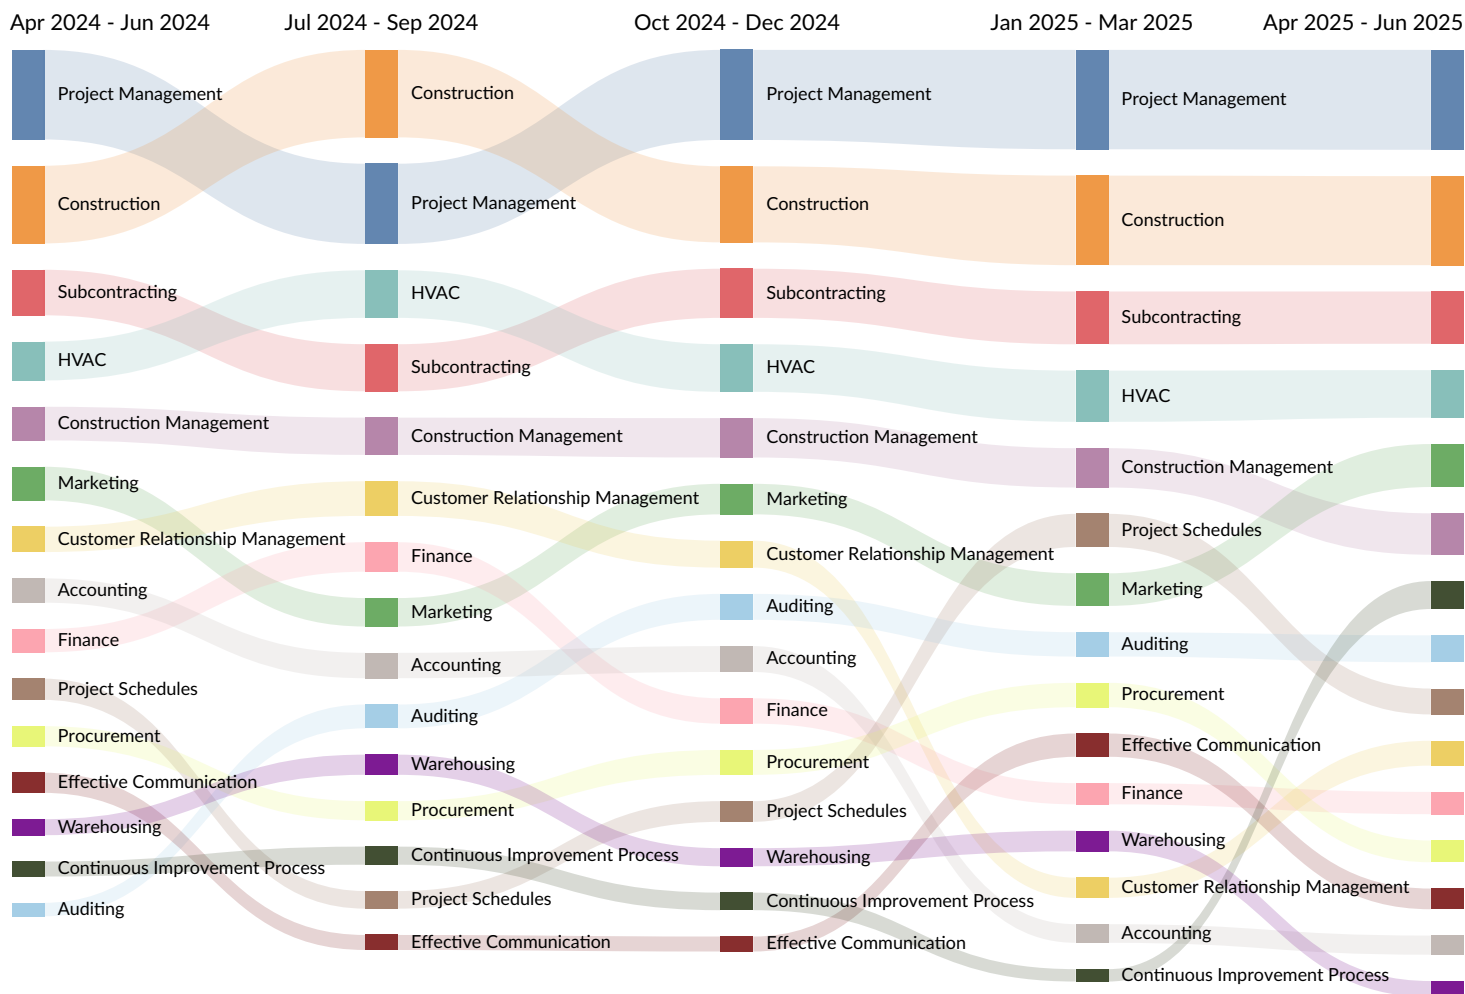 Apr 2024 - Jun 2024
Jul 2024 - Sep 2024
Oct 2024 - Dec 2024
Jan 2025 - Mar 2025
Apr 2025 - Jun 2025
Project Management
Construction
Subcontracting
HVAC
Construction Management
Marketing
Customer Relationship Management
Accounting
Finance
Project Schedules
Procurement
Effective Communication
Warehousing
Continuous Improvement Process
Auditing
Construction
Project Management
HVAC
Subcontracting
Construction Management
Customer Relationship Management
Finance
Marketing
Accounting
Auditing
Warehousing
Procurement
Continuous Improvement Process
Project Schedules
Effective Communication
Project Management
Construction
Subcontracting
HVAC
Construction Management
Marketing
Customer Relationship Management
Auditing
Accounting
Finance
Procurement
Project Schedules
Warehousing
Continuous Improvement Process
Effective Communication
Project Management
Construction
Subcontracting
HVAC
Construction Management
Project Schedules
Marketing
Auditing
Procurement
Effective Communication
Finance
Warehousing
Customer Relationship Management
Accounting
Continuous Improvement Process